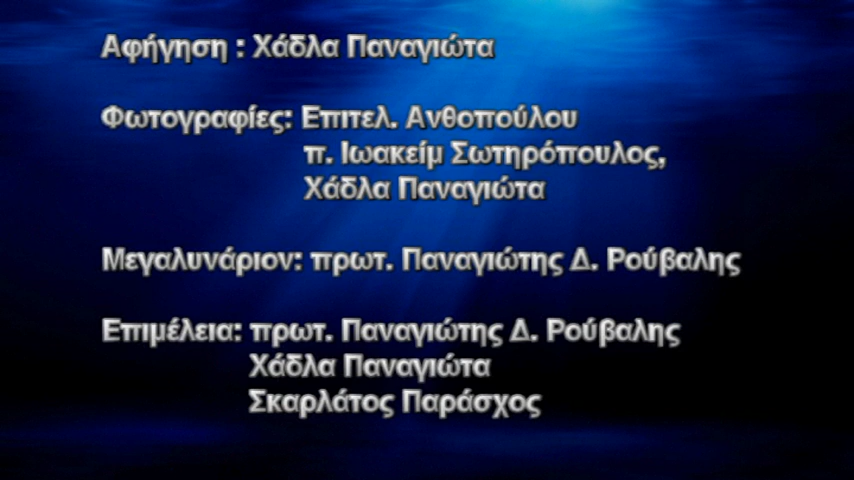 Αφήγηση : Χάδλα Παναγιώτα
Φωτογραφίες: Επιτελ. Ανθοπούλου
π. Ιωακείμ Σωτηρόπουλος,
Χάδλα Παναγιώτα
Μεγαλυνάριον: πρωτ. Παναγιώτης Δ. Ρούβαλης
Επιμέλεια: πρωτ. Παναγιώτης Δ. Ρούβαλης
Χάδλα Παναγιώτα
Σκαρλάτος Παράσχος